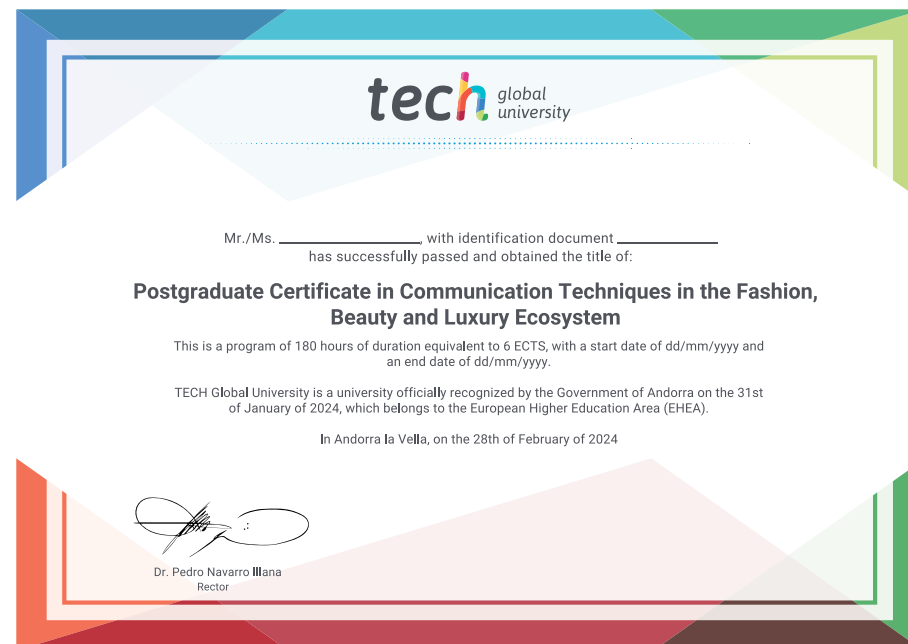 tech global university
Mr./Ms. ____________, with identification document ____________
has successfully passed and obtained the title of:
Postgraduate Certificate in Communication Techniques in the Fashion,
Beauty and Luxury Ecosystem
This is a program of 180 hours of duration equivalent to 6 ECTS, with a start date of dd/mm/yyyy and
an end date of dd/mm/yyyy.
TECH Global University is a university officially recognized by the Government of Andorra on the 31st
of January of 2024, which belongs to the European Higher Education Area (EHEA).
In Andorra la Vella, on the 28th of February of 2024
Dr. Pedro Navarro Illana
Rector